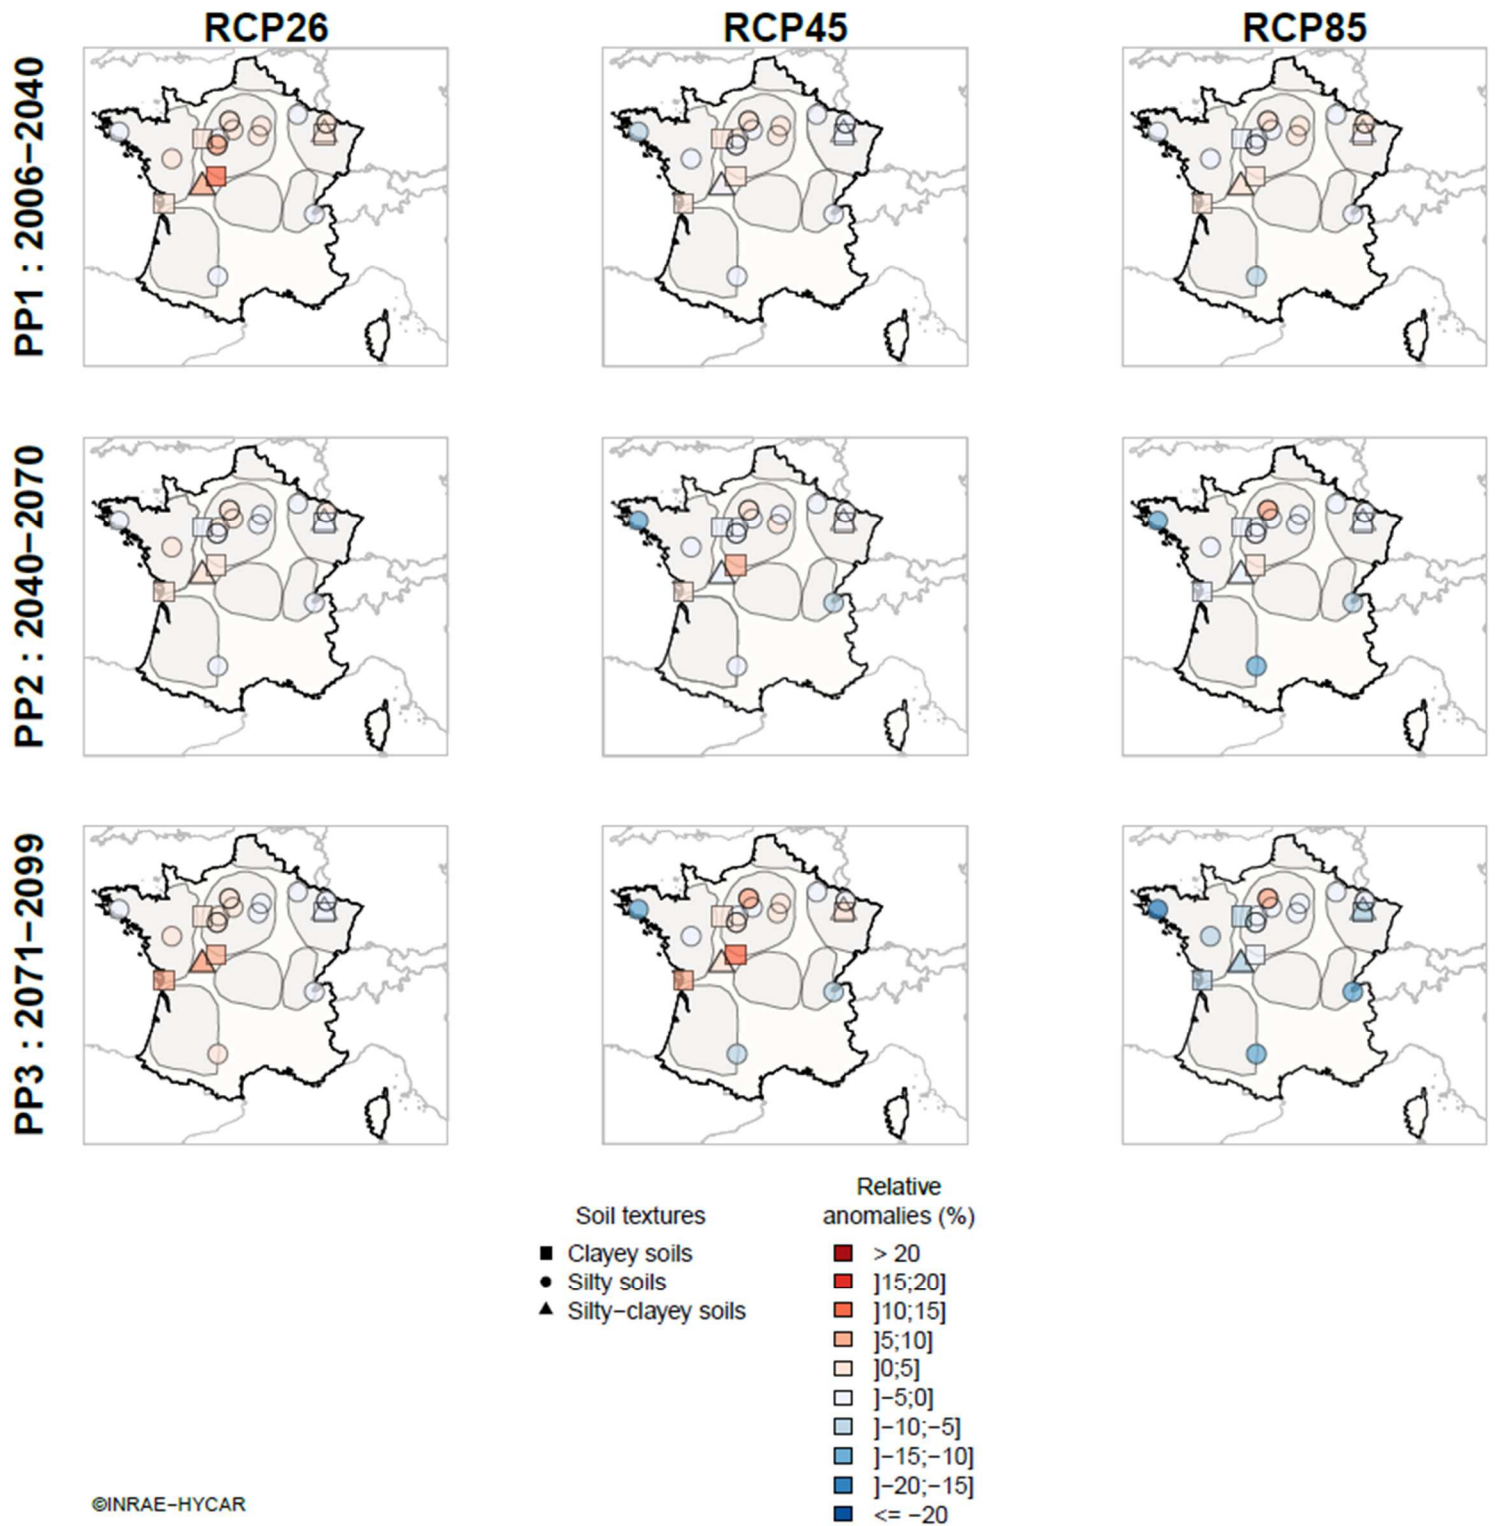 RCP26
RCP45
RCP85
PP1 : 2006−2040
PP2 : 2040−2070
PP3 : 2071−2099
Soil textures
Clayey soils
Silty soils
Silty−clayey soils
Relative
anomalies (%)
> 20
]15;20]
]10;15]
]5;10]
]0;5]
]−5;0]
]−10;−5]
]−15;−10]
]−20;−15]
<= −20
©INRAE−HYCAR